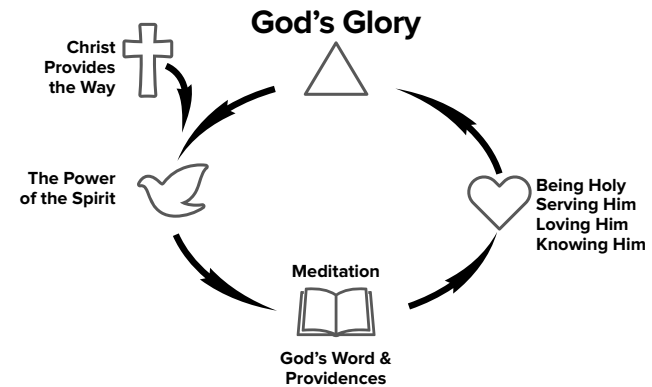 God's Glory
Christ
Provides
the Way
The Power
of the Spirit
Being Holy
Serving Him
Loving Him
Knowing Him
Meditation
God's Word &
Providences